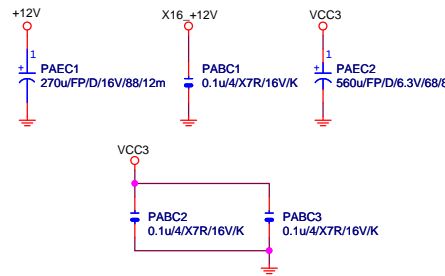 +12V
X16_+12V
VCC3
1
PAEC1
+
270u/FP/D/16V/88/12m
PABC1
0.1u/4/X7R/16V/K
1
PAEC2
+
560u/FP/D/6.3V/68/8
VCC3
PABC2
0.1u/4/X7R/16V/K
PABC3
0.1u/4/X7R/16V/K